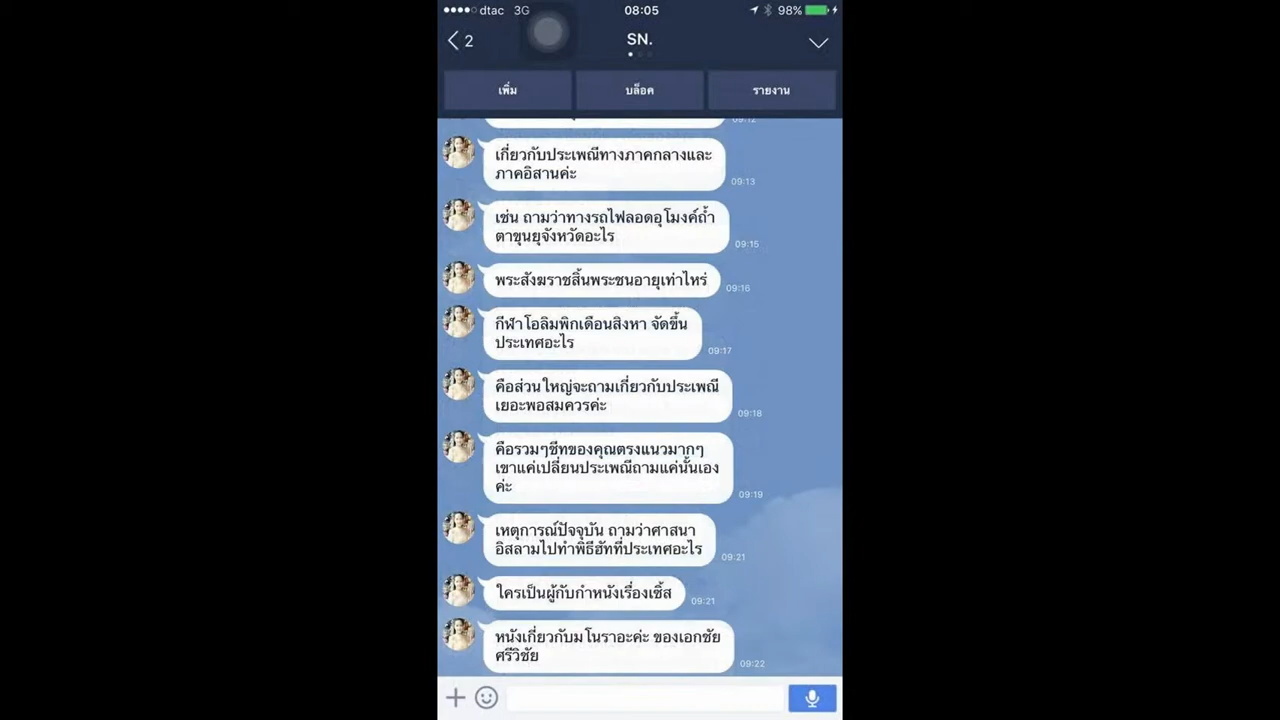 dtac 3G 08:05 98%
2 SN.
เพิ่ม บล็อค รายงาน
09:12
เกี่ยวกับประเพณีทางภาคกลางและ
ภาคอิสานค่ะ
09:13
เช่น ถามว่าทางรถไฟลอดอุโมงค์ถ้ำ
ตาขุนยุจังหวัดอะไร
09:15
พระสังฆราชสิ้นพระชนอายุเท่าไหร่
09:16
กีฬาโอลิมพิกเดือนสิงหา จัดขึ้น
ประเทศอะไร
09:17
คือส่วนใหญ่จะถามเกี่ยวกับประเพณี
เยอะพอสมควรค่ะ
09:18
คือรวมๆชีทของคุณตรงแนวมากๆ
เขาแค่เปลี่ยนประเพณีถามแค่นั้นเอง
ค่ะ
09:19
เหตุการณ์ปัจจุบัน ถามว่าศาสนา
อิสลามไปทำพิธีฮัทที่ประเทศอะไร
09:21
ใครเป็นผู้กับกำหนังเรื่องเซิ้ส
09:21
หนังเกี่ยวกับมโนราอะค่ะ ของเอกชัย
ศรีวิชัย
09:22